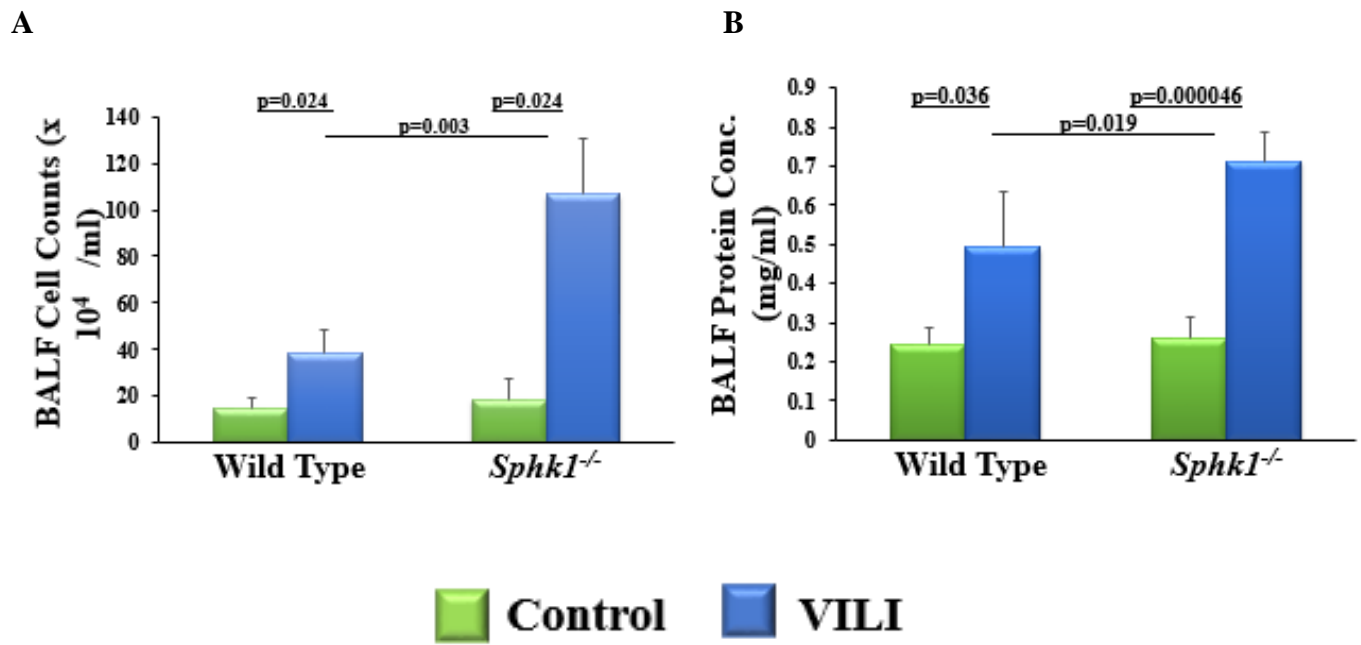 A
B
p=0.024
p=0.024
p=0.003
BALF Cell Counts (x
10⁴ /ml)
140
120
100
80
60
40
20
0
Wild Type
Sphk1⁻/⁻
p=0.036
p=0.000046
p=0.019
BALF Protein Conc.
(mg/ml)
0.9
0.8
0.7
0.6
0.5
0.4
0.3
0.2
0.1
0
Wild Type
Sphk1⁻/⁻
Control
VILI